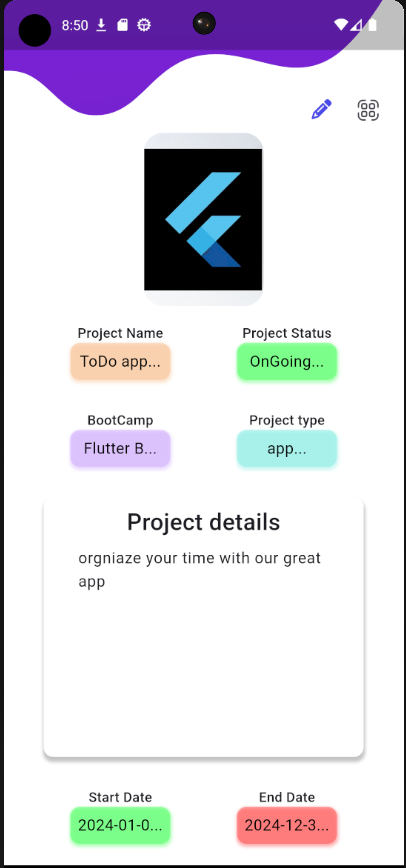 8:50
Project Name Project Status
ToDo app... OnGoing...
BootCamp Project type
Flutter B... app...
Project details
orgniaze your time with our great
app
Start Date End Date
2024-01-0... 2024-12-3...